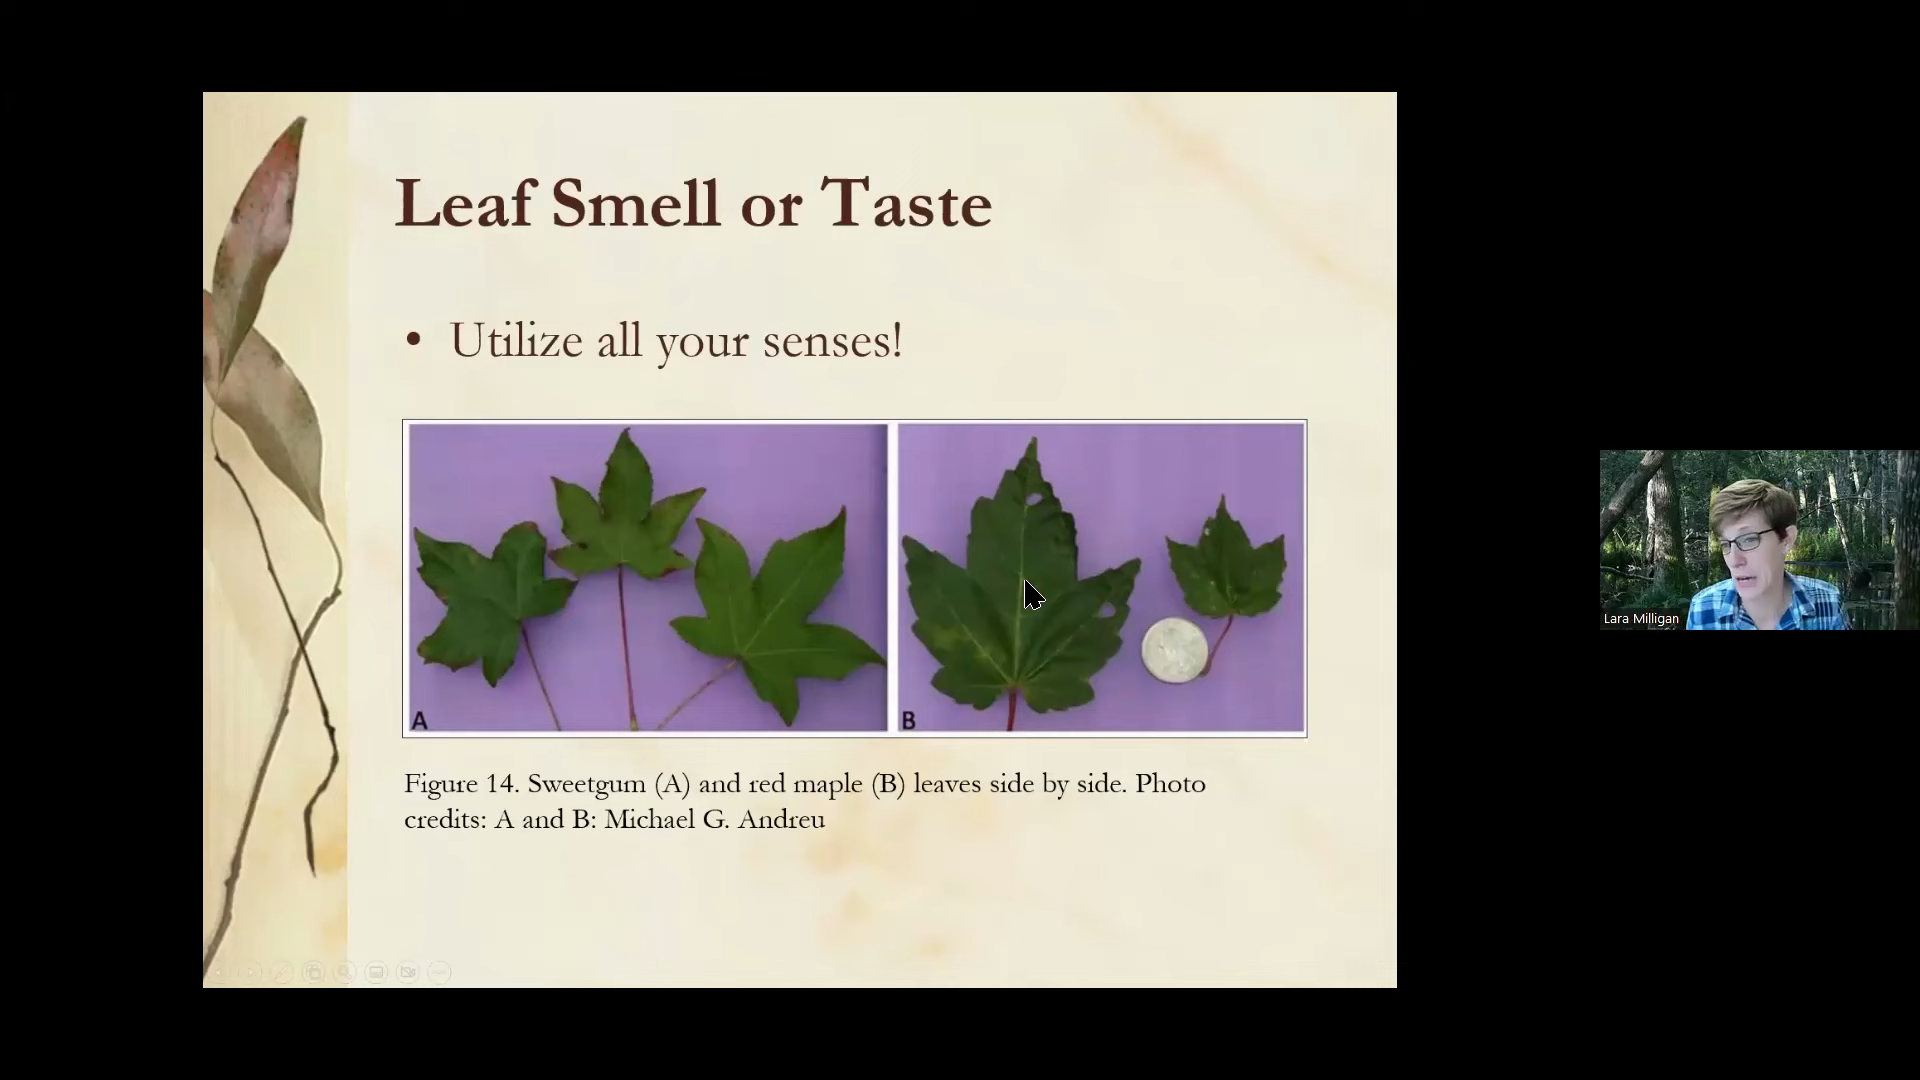 Leaf Smell or Taste
• Utilize all your senses!
A
B
Figure 14. Sweetgum (A) and red maple (B) leaves side by side. Photo
credits: A and B: Michael G. Andreu
Lara Milligan